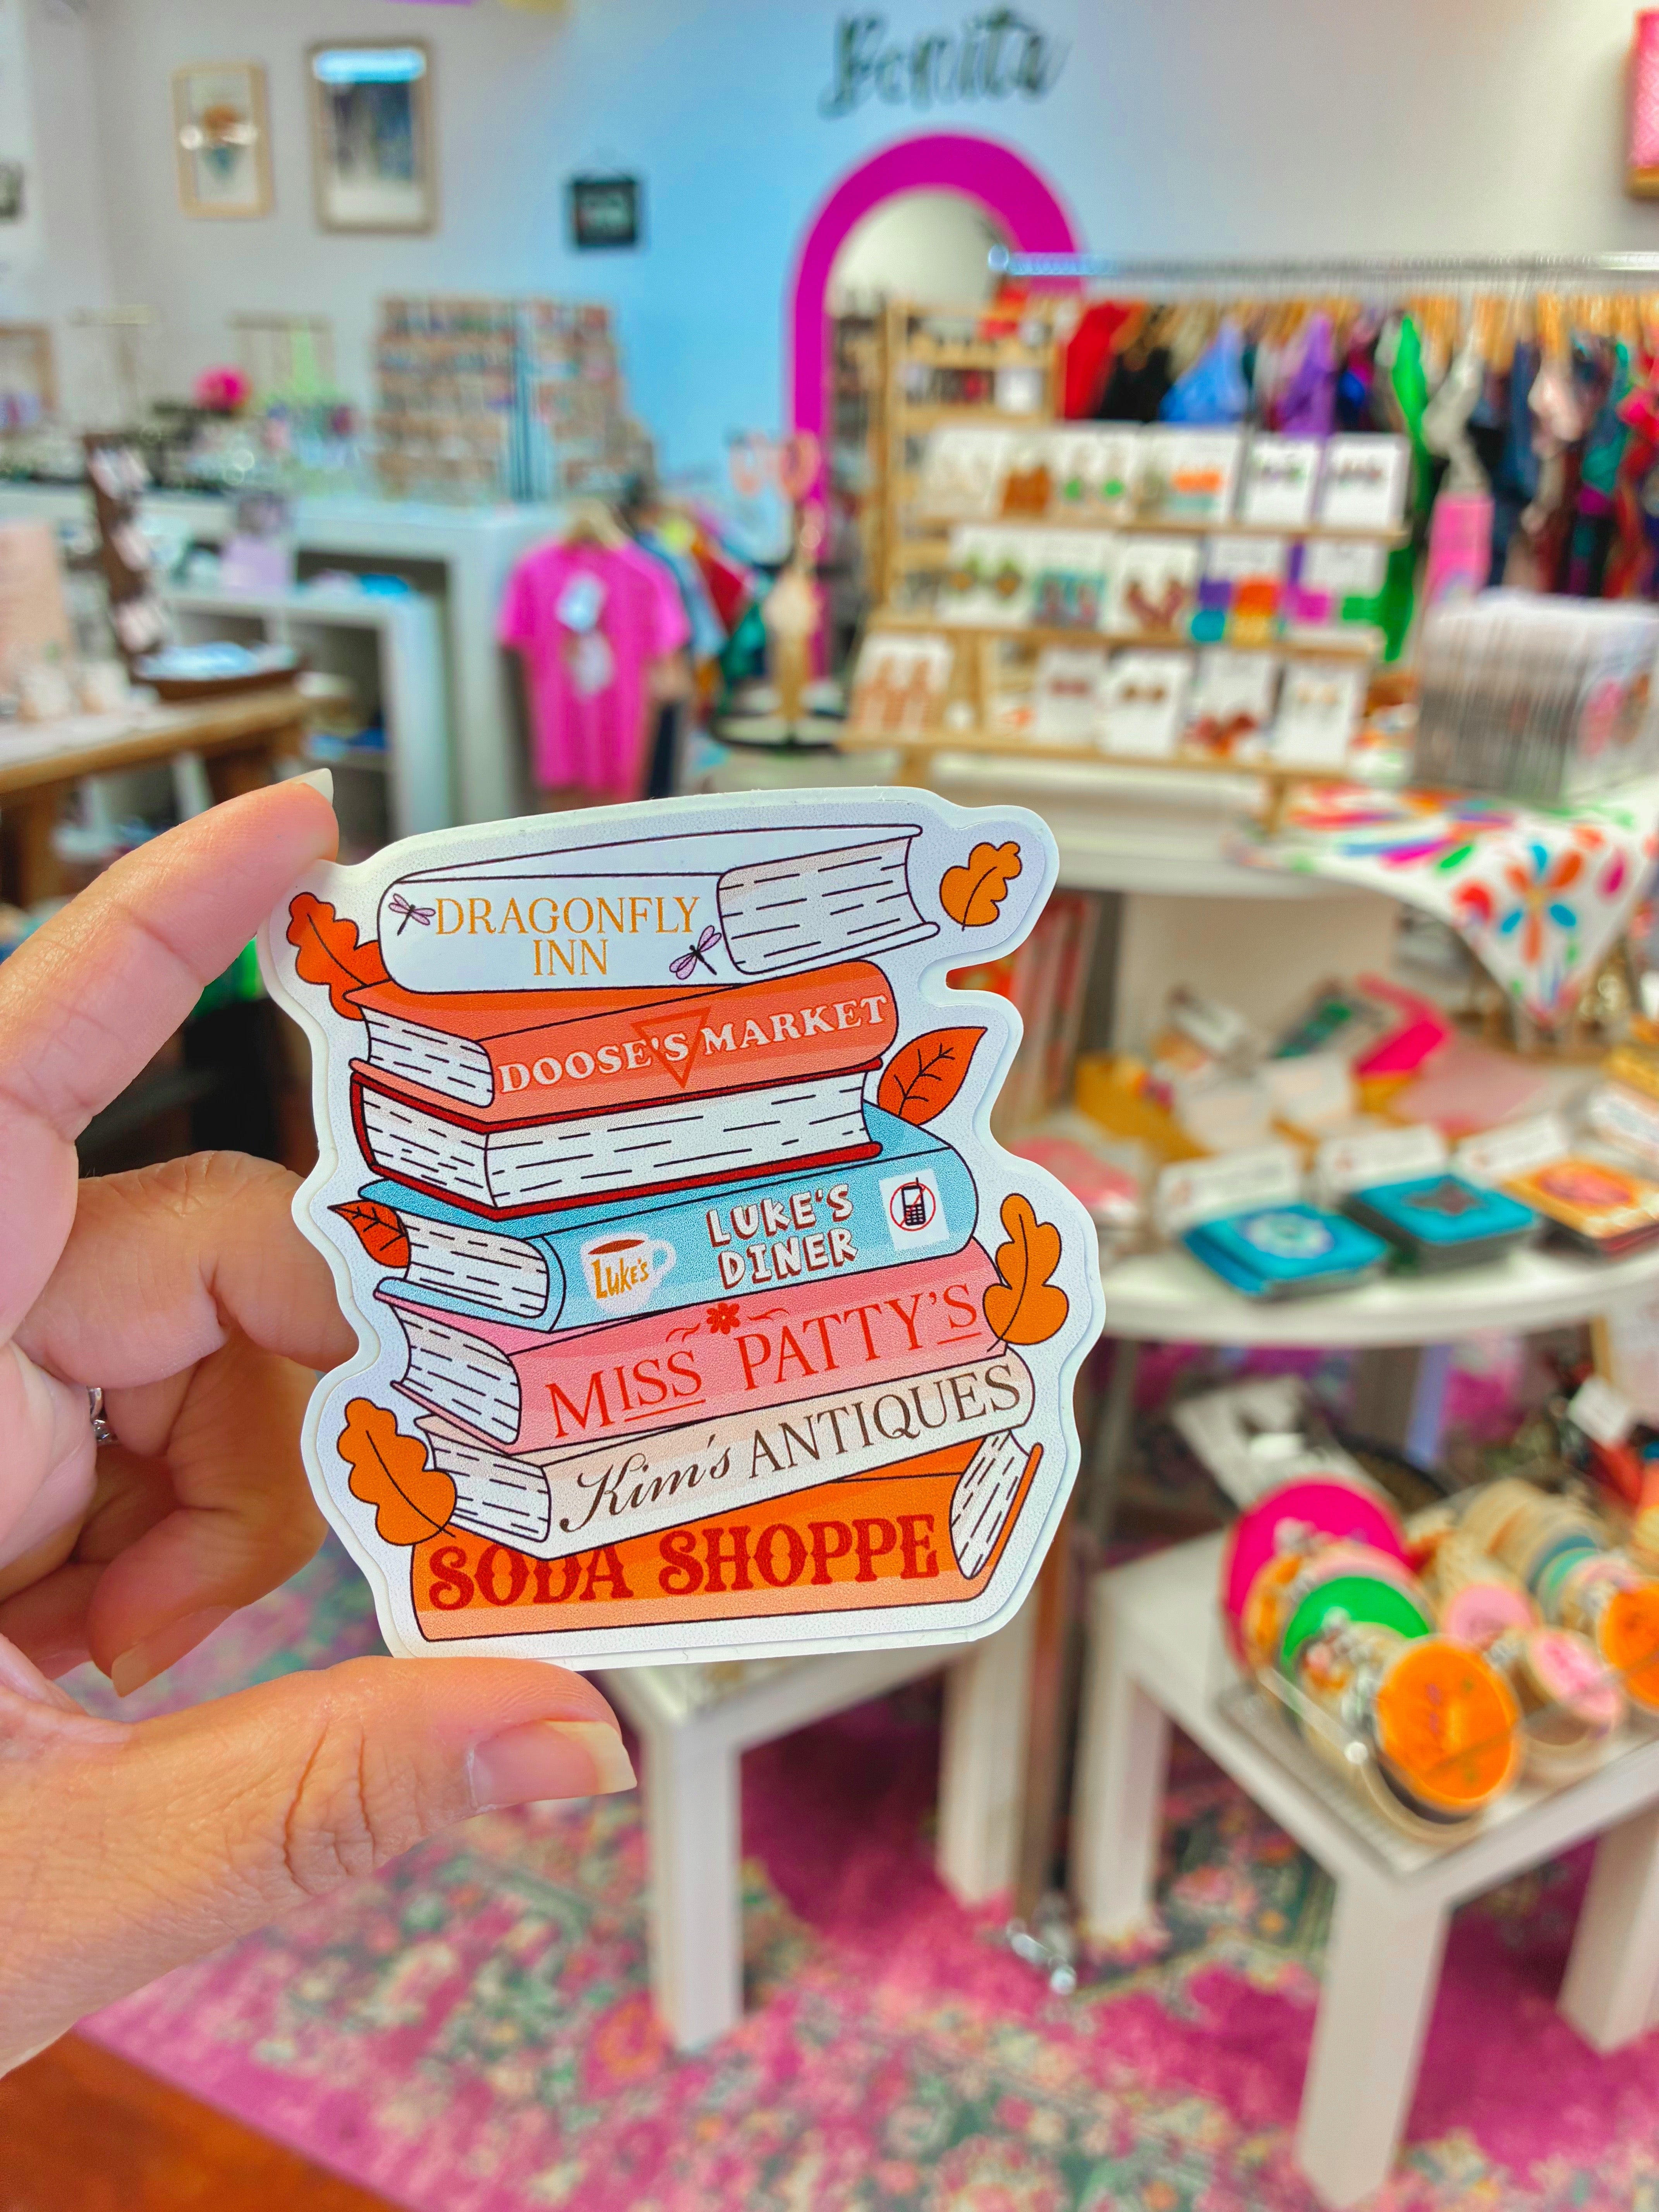 Bonita
DRAGONFLY
INN
DOOSE'S MARKET
LUKE'S
DINER
LUKE'S
MISS PATTY'S
Kim's ANTIQUES
SODA SHOPPE